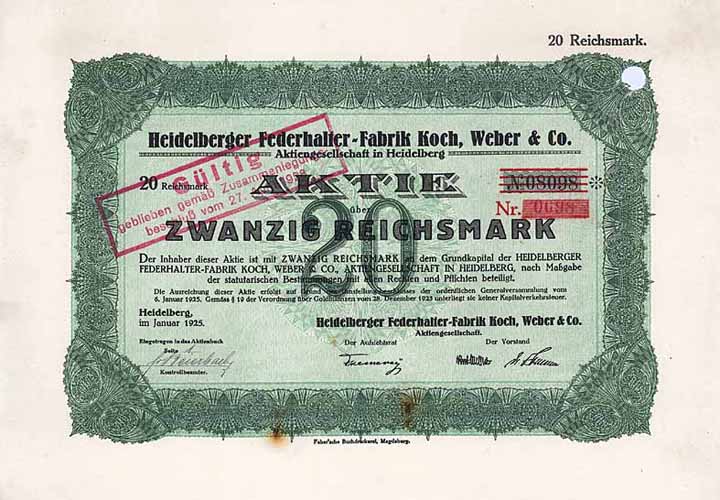 20 Reichsmark.
Heidelberger Federhalter-Fabrik Koch, Weber & Co.
Aktiengesellschaft in Heidelberg
Gültig
geblieben gemäß Zusammenlegungs-
beschluß vom 27.
20 Reichsmark
AKTIE
No 08098 *
Nr. 0698
über
ZWANZIG REICHSMARK
20
Der Inhaber dieser Aktie ist mit ZWANZIG REICHSMARK an dem Grundkapital der HEIDELBERGER
FEDERHALTER-FABRIK KOCH, WEBER & CO., AKTIENGESELLSCHAFT IN HEIDELBERG, nach Maßgabe
der statutarischen Bestimmungen mit allen Rechten und Pflichten beteiligt.
Die Ausreichung dieser Aktie erfolgt auf Grund des Umstellungsbeschlusses der ordentlichen Generalversammlung vom
6. Januar 1925. Gemäss § 19 der Verordnung über Goldbilanzen vom 28. Dezember 1923 unterliegt sie keiner Kapitalverkehrsteuer.
Heidelberg,
im Januar 1925.
Heidelberger Federhalter-Fabrik Koch, Weber & Co.
Aktiengesellschaft.
Eingetragen in das Aktienbuch
Der Aufsichtsrat
Der Vorstand
Seite
Kontrollbeamter.
Faber'sche Buchdruckerei, Magdeburg.